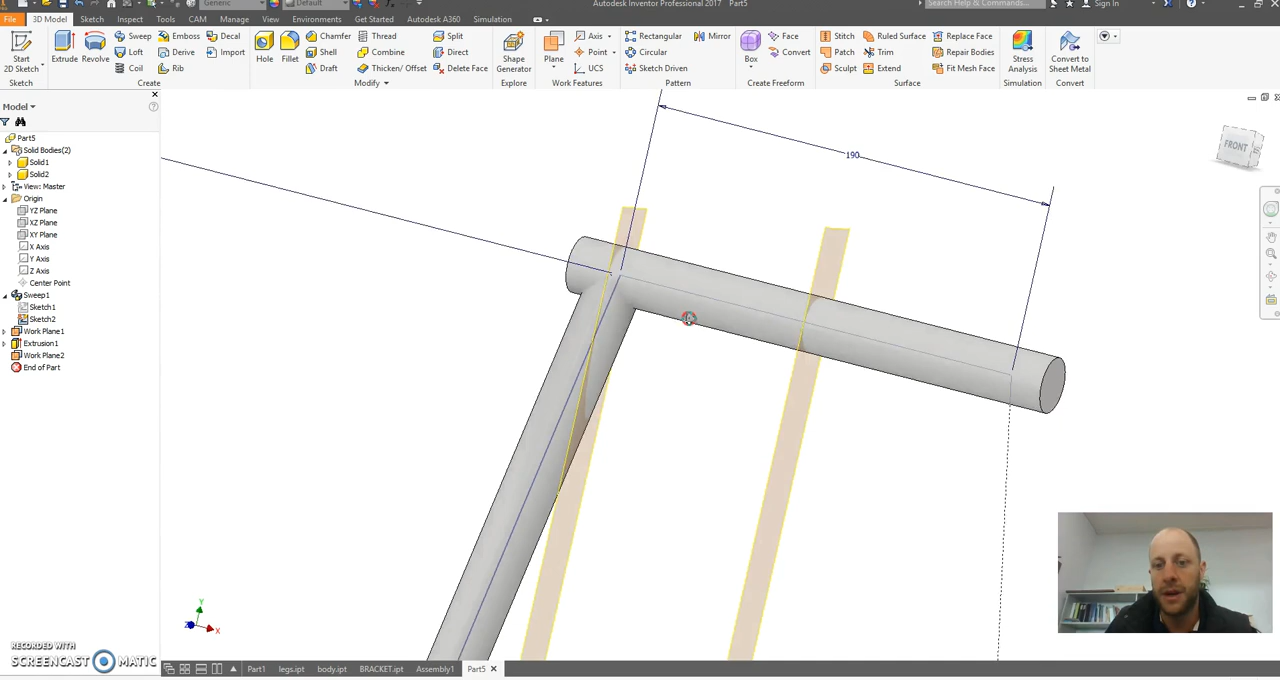 Generic
Default
Autodesk Inventor Professional 2017 Part5
Search Help & Commands...
Sign In
File
3D Model
Sketch
Inspect
Tools
CAM
Manage
View
Environments
Get Started
Autodesk A360
Simulation
Start
2D Sketch
Extrude
Revolve
Sweep
Loft
Coil
Emboss
Derive
Rib
Decal
Import
Hole
Fillet
Chamfer
Shell
Draft
Thread
Combine
Thicken/ Offset
Split
Direct
Delete Face
Shape
Generator
Plane
Axis
Point
UCS
Rectangular
Circular
Sketch Driven
Mirror
Box
Face
Convert
Stitch
Patch
Sculpt
Ruled Surface
Trim
Extend
Replace Face
Repair Bodies
Fit Mesh Face
Stress
Analysis
Convert to
Sheet Metal
Sketch
Create
Modify
Explore
Work Features
Pattern
Create Freeform
Surface
Simulation
Convert
Model
Part5
Solid Bodies(2)
Solid1
Solid2
View: Master
Origin
YZ Plane
XZ Plane
XY Plane
X Axis
Y Axis
Z Axis
Center Point
Sweep1
Sketch1
Sketch2
Work Plane1
Extrusion1
Work Plane2
End of Part
190
FRONT
Y
Z
X
RECORDED WITH
SCREENCAST MATIC
Part1
legs.ipt
body.ipt
BRACKET.ipt
Assembly1
Part5